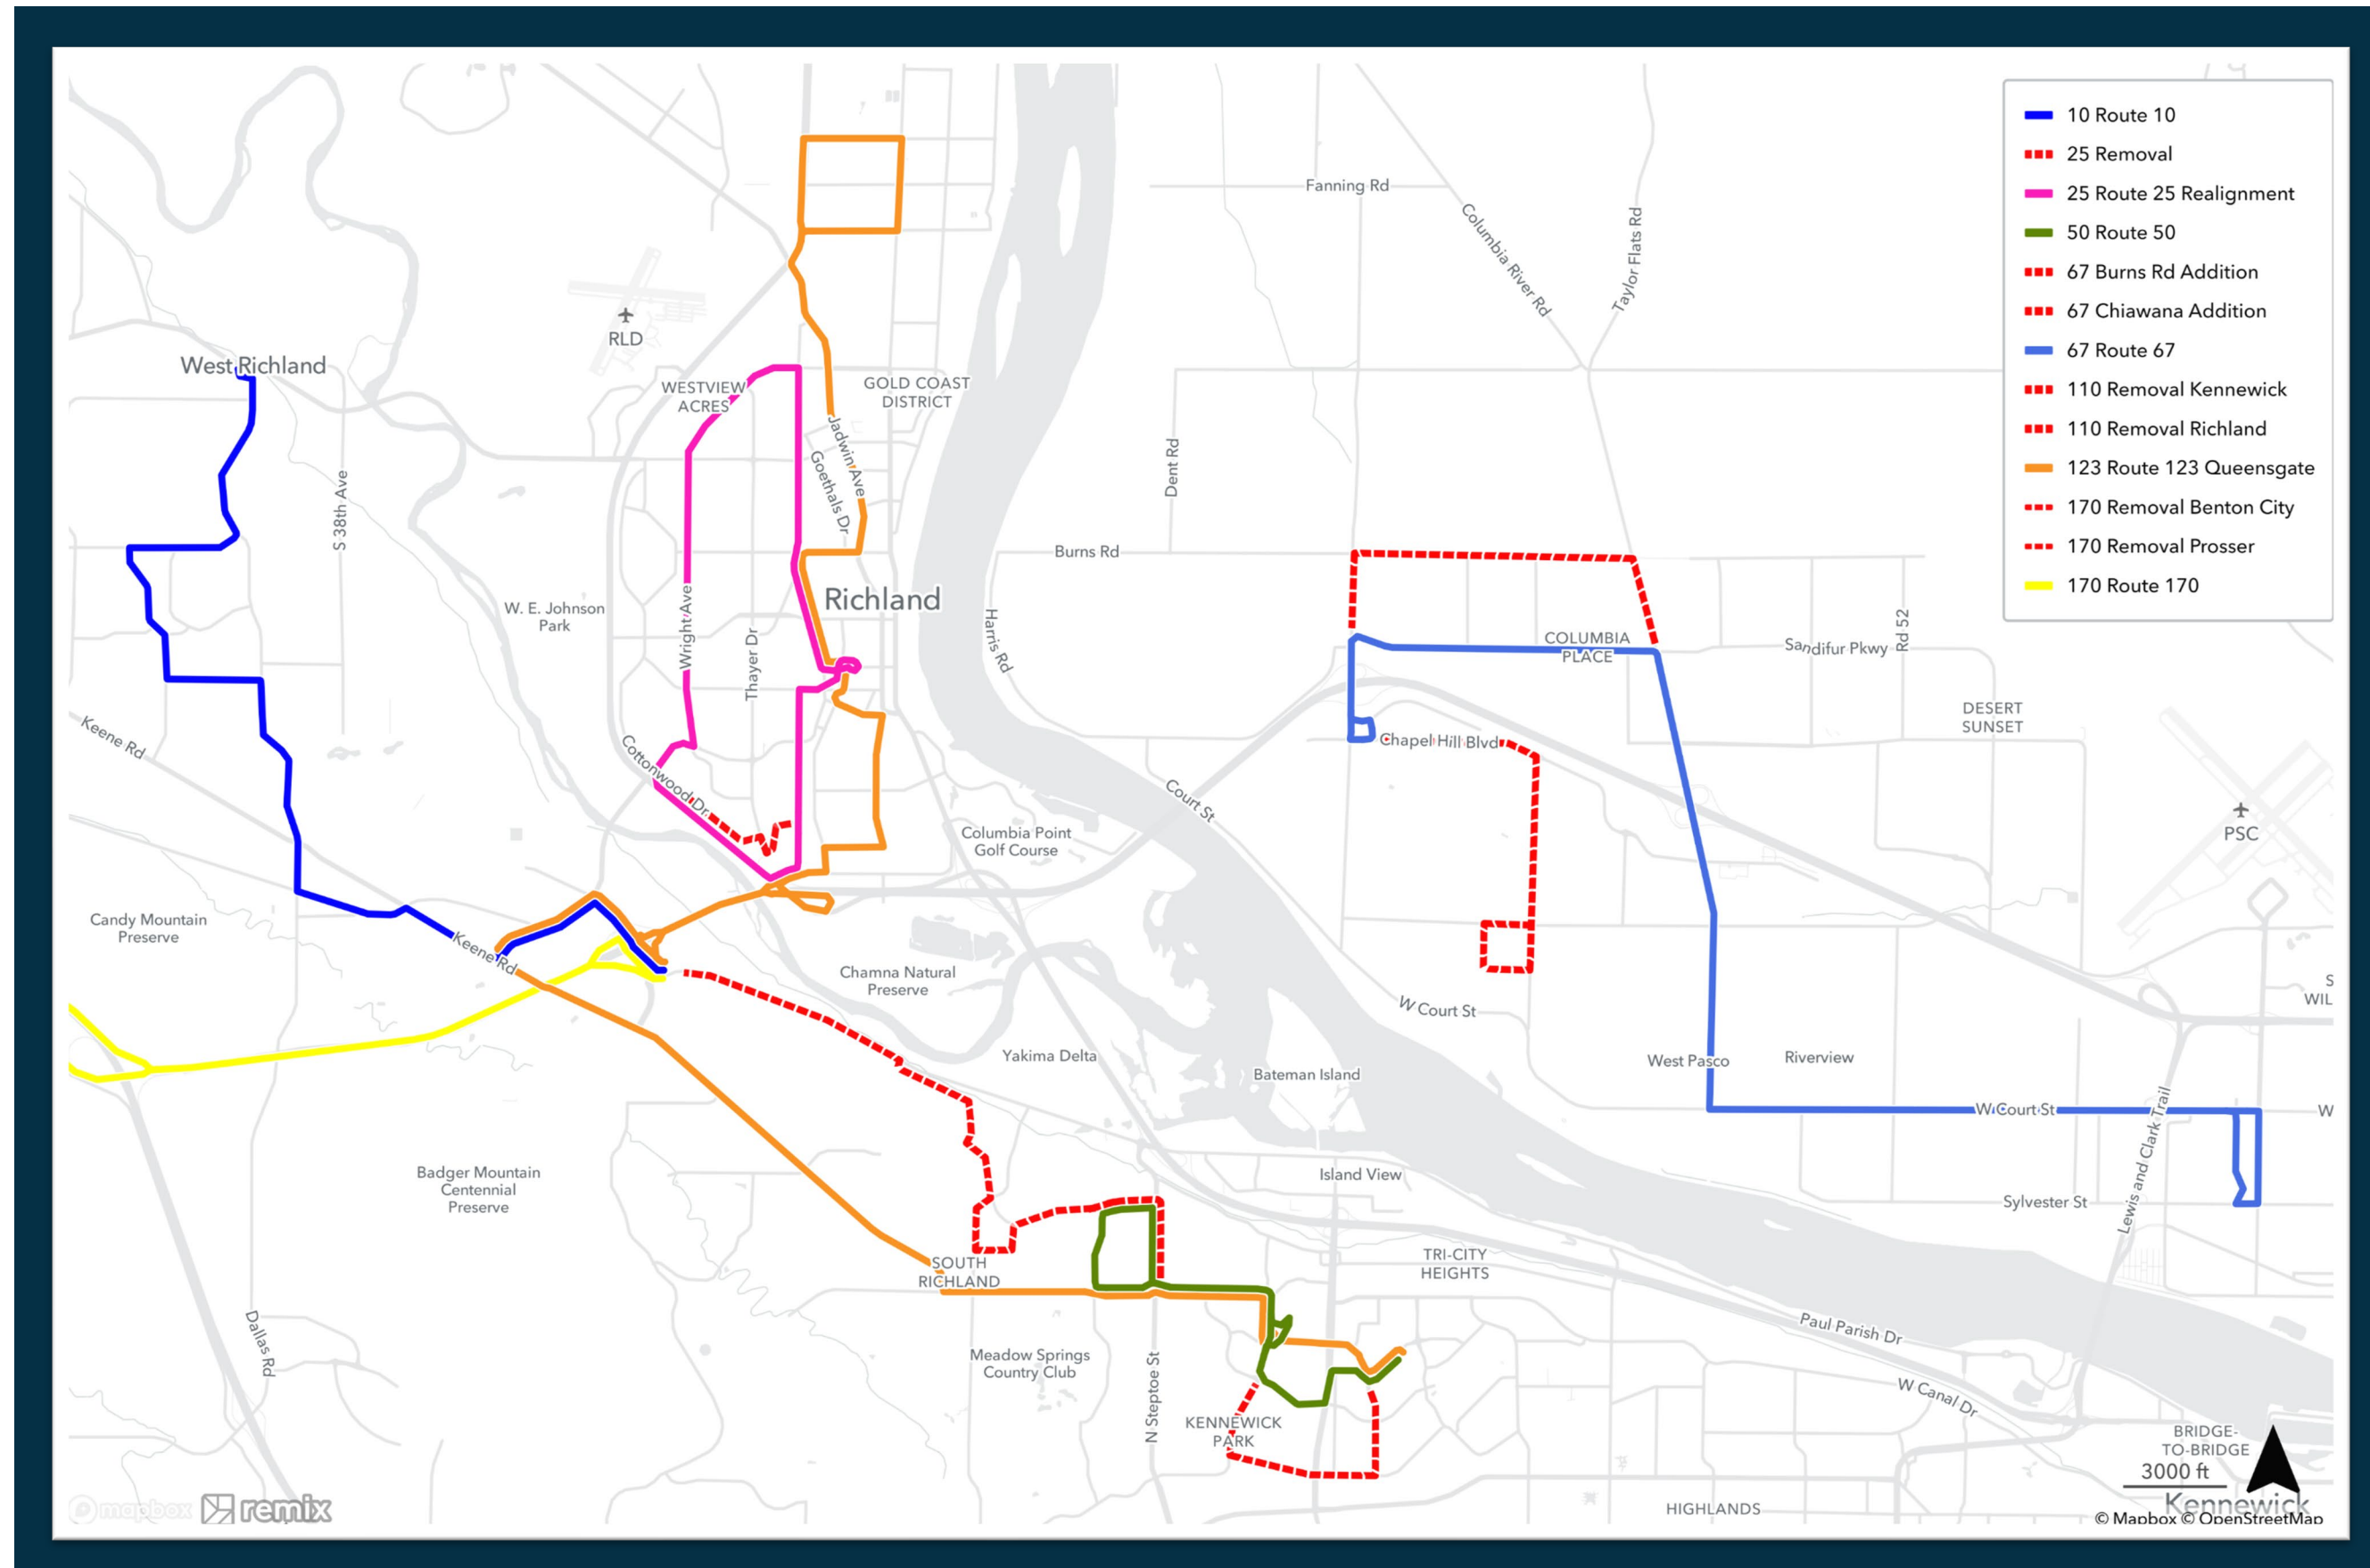 10 Route 10
25 Removal
25 Route 25 Realignment
50 Route 50
67 Burns Rd Addition
67 Chiawana Addition
67 Route 67
110 Removal Kennewick
110 Removal Richland
123 Route 123 Queensgate
170 Removal Benton City
170 Removal Prosser
170 Route 170
Fanning Rd
Columbia River Rd
Taylor Flats Rd
RLD
West Richland
WESTVIEW
ACRES
GOLD COAST
DISTRICT
Jadwin Ave
Goethals Dr
Dent Rd
S 38th Ave
Burns Rd
Richland
W. E. Johnson
Park
Wright Ave
Thayer Dr
Harris Rd
COLUMBIA
PLACE
Sandifur Pkwy
Rd 52
DESERT
SUNSET
Keene Rd
Cottonwood Dr
Chapel Hill Blvd
Court St
Columbia Point
Golf Course
PSC
Candy Mountain
Preserve
Keene Rd
Chamna Natural
Preserve
W Court St
S
WIL
Yakima Delta
Bateman Island
West Pasco
Riverview
W Court St
W
Lewis and Clark Trail
Badger Mountain
Centennial
Preserve
Island View
Sylvester St
SOUTH
RICHLAND
TRI-CITY
HEIGHTS
Dallas Rd
Meadow Springs
Country Club
N Steptoe St
Paul Parish Dr
W Canal Dr
KENNEWICK
PARK
BRIDGE-
TO-BRIDGE
3000 ft
Kennewick
HIGHLANDS
mapbox
remix
© Mapbox © OpenStreetMap